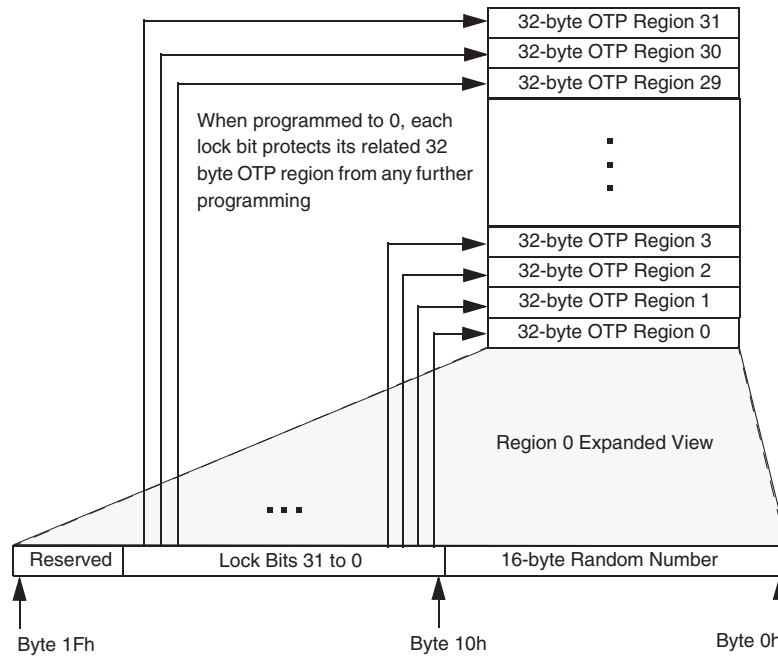 32-byte OTP Region 31
32-byte OTP Region 30
32-byte OTP Region 29
When programmed to 0, each
lock bit protects its related 32
byte OTP region from any further
programming
32-byte OTP Region 3
32-byte OTP Region 2
32-byte OTP Region 1
32-byte OTP Region 0
Region 0 Expanded View
Reserved
Lock Bits 31 to 0
16-byte Random Number
Byte 1Fh
Byte 10h
Byte 0h